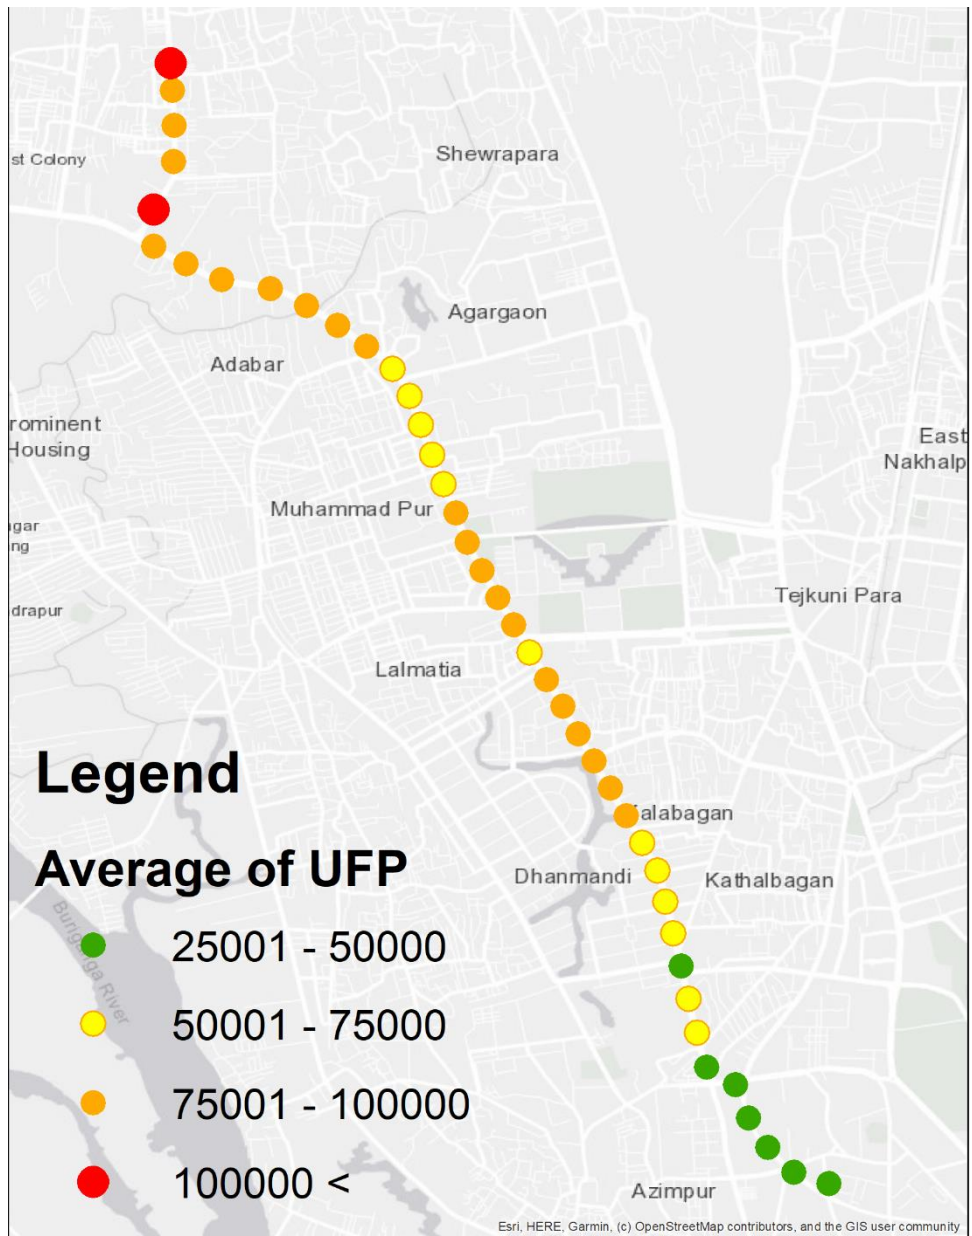 Shewrapara
st Colony
Agargaon
Adabar
rominent
Housing
East
Nakhalp
Muhammad Pur
gar
ng
Tejkuni Para
drapur
Lalmatia
Legend
alabagan
Average of UFP
Dhanmandi
Kathalbagan
Buriganga River
25001 - 50000
50001 - 75000
75001 - 100000
100000 <
Azimpur
Esri, HERE, Garmin, (c) OpenStreetMap contributors, and the GIS user community